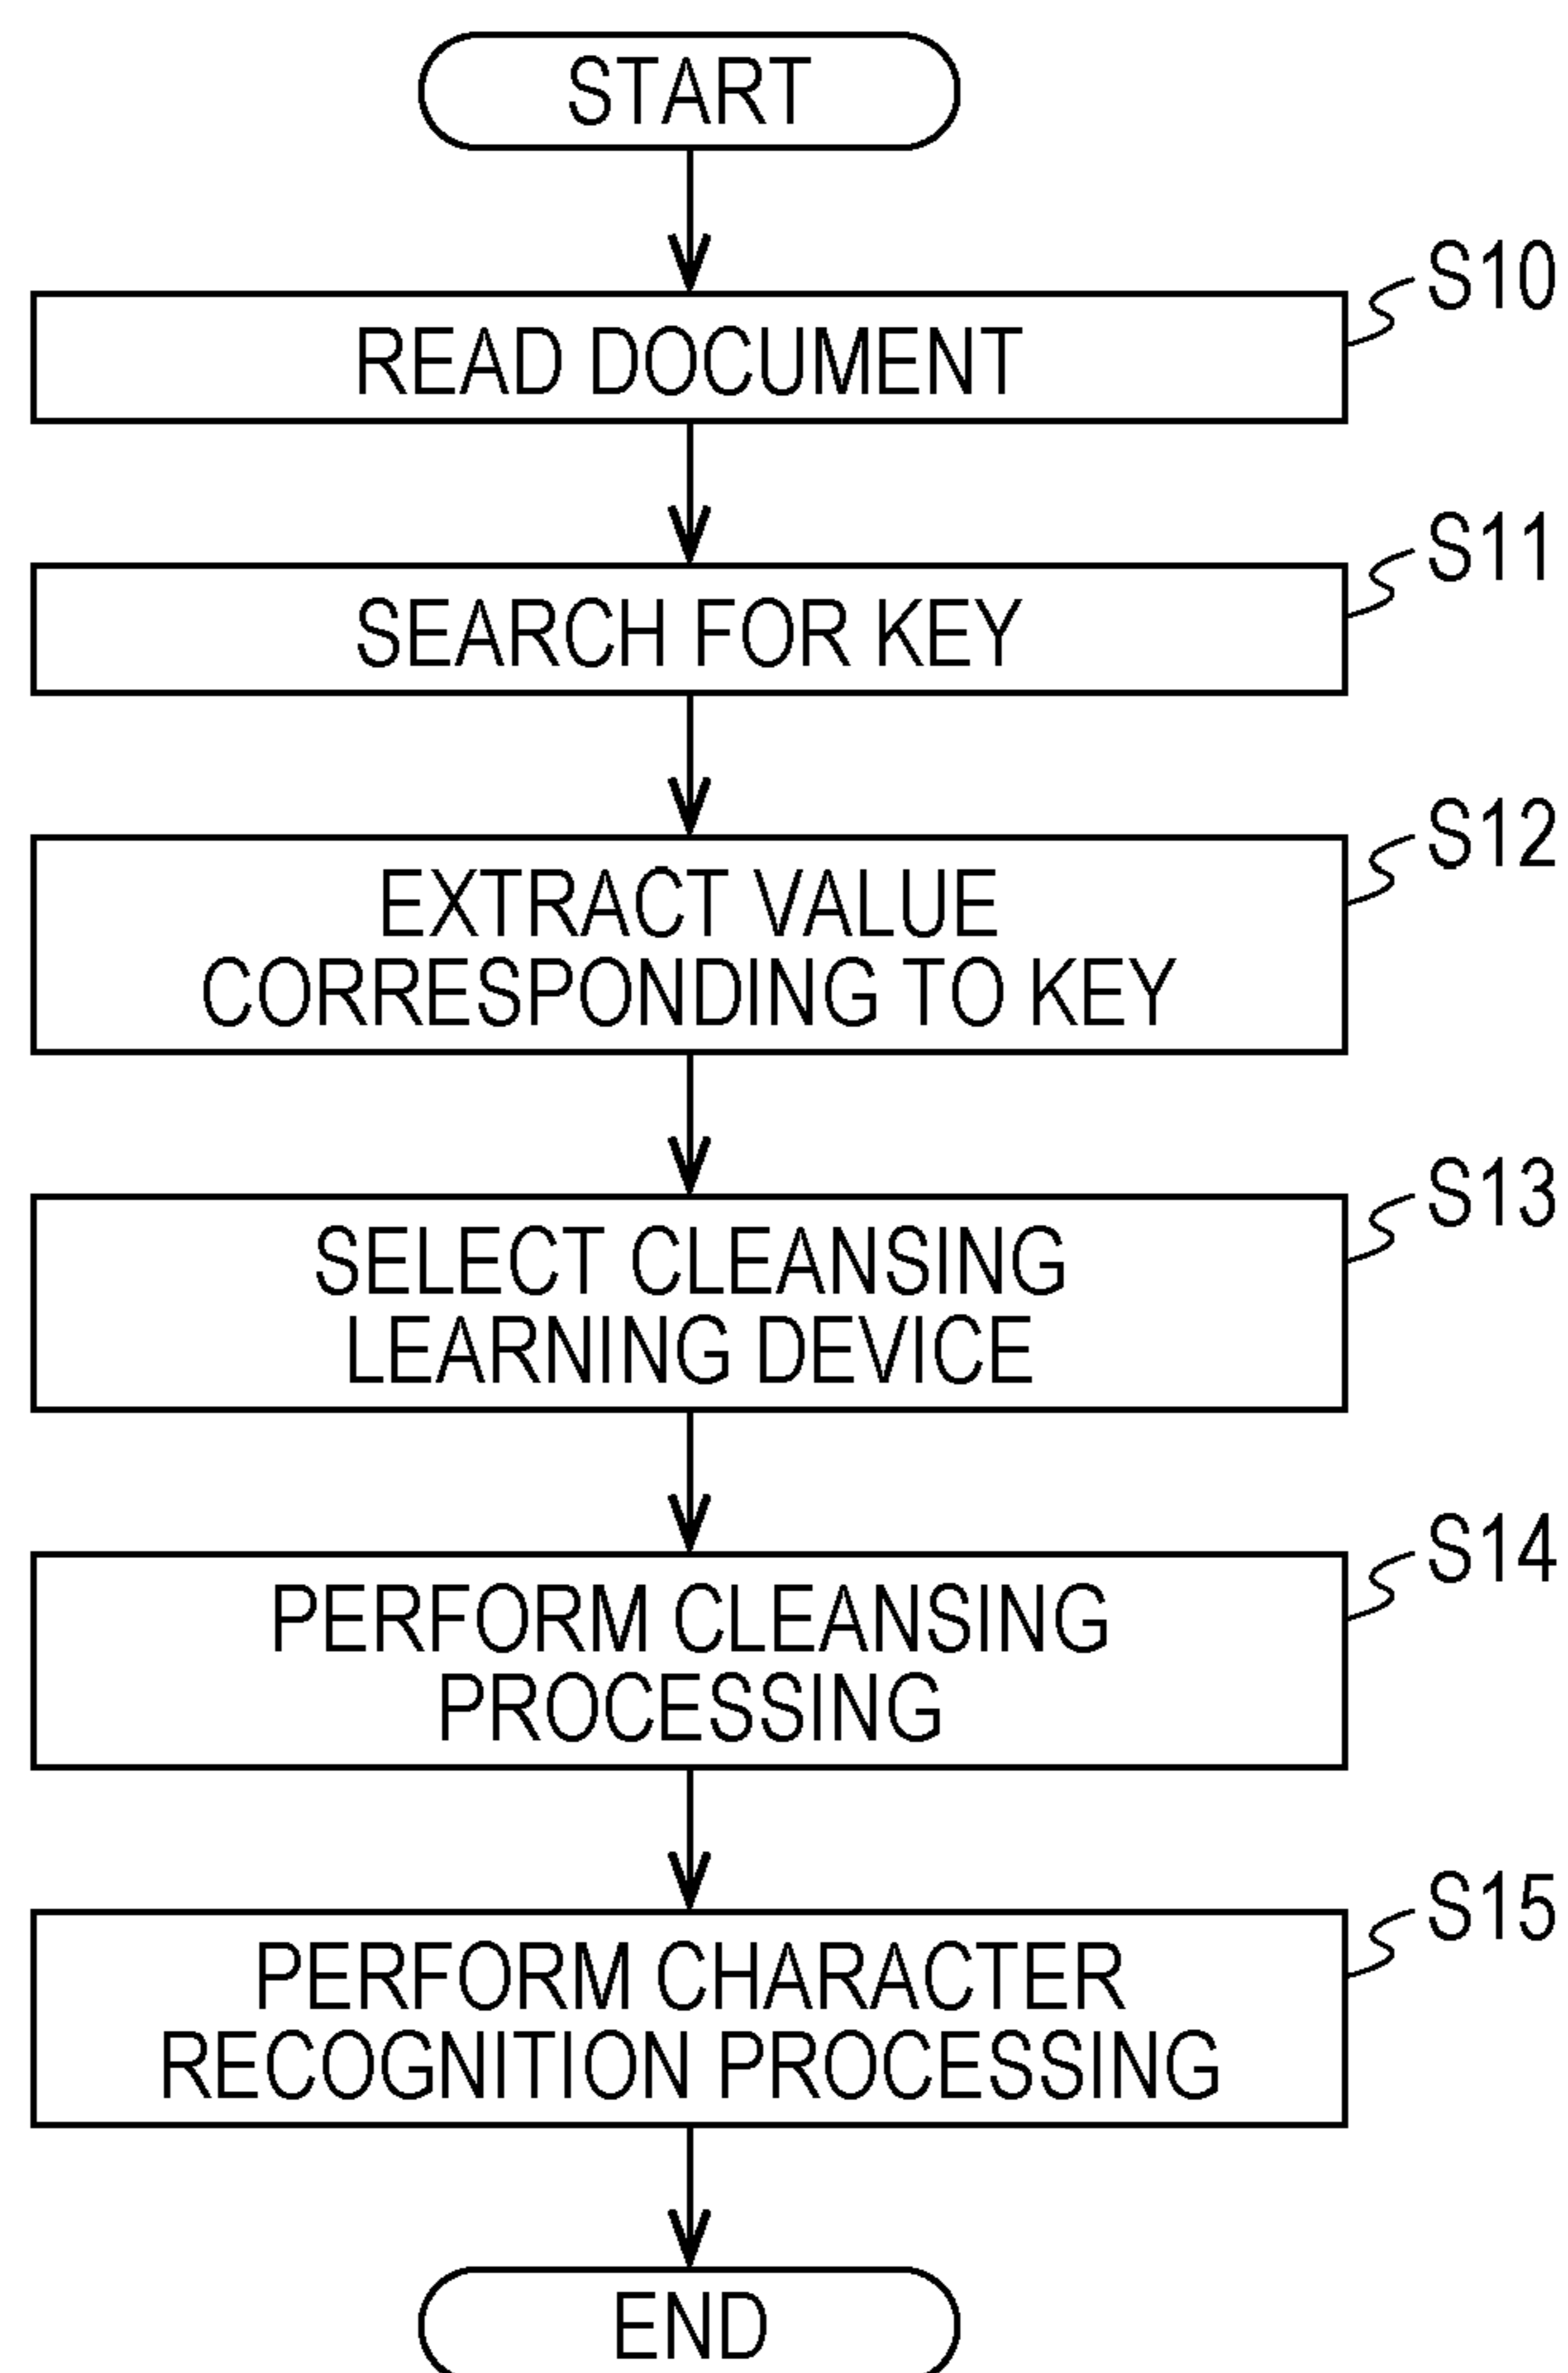 START
S10
READ DOCUMENT
S11
SEARCH FOR KEY
S12
EXTRACT VALUE
CORRESPONDING TO KEY
S13
SELECT CLEANSING
LEARNING DEVICE
S14
PERFORM CLEANSING
PROCESSING
S15
PERFORM CHARACTER
RECOGNITION PROCESSING
END